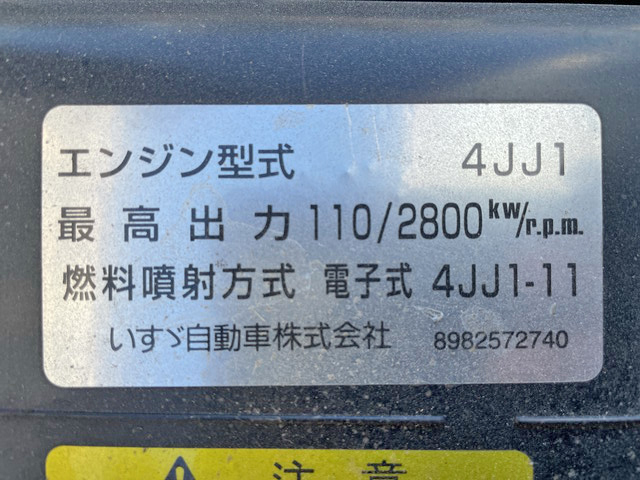 エンジン型式 4JJ1
最高出力 110/2800kW/r.p.m.
燃料噴射方式 電子式 4JJ1-11
いすゞ自動車株式会社 8982572740
注意